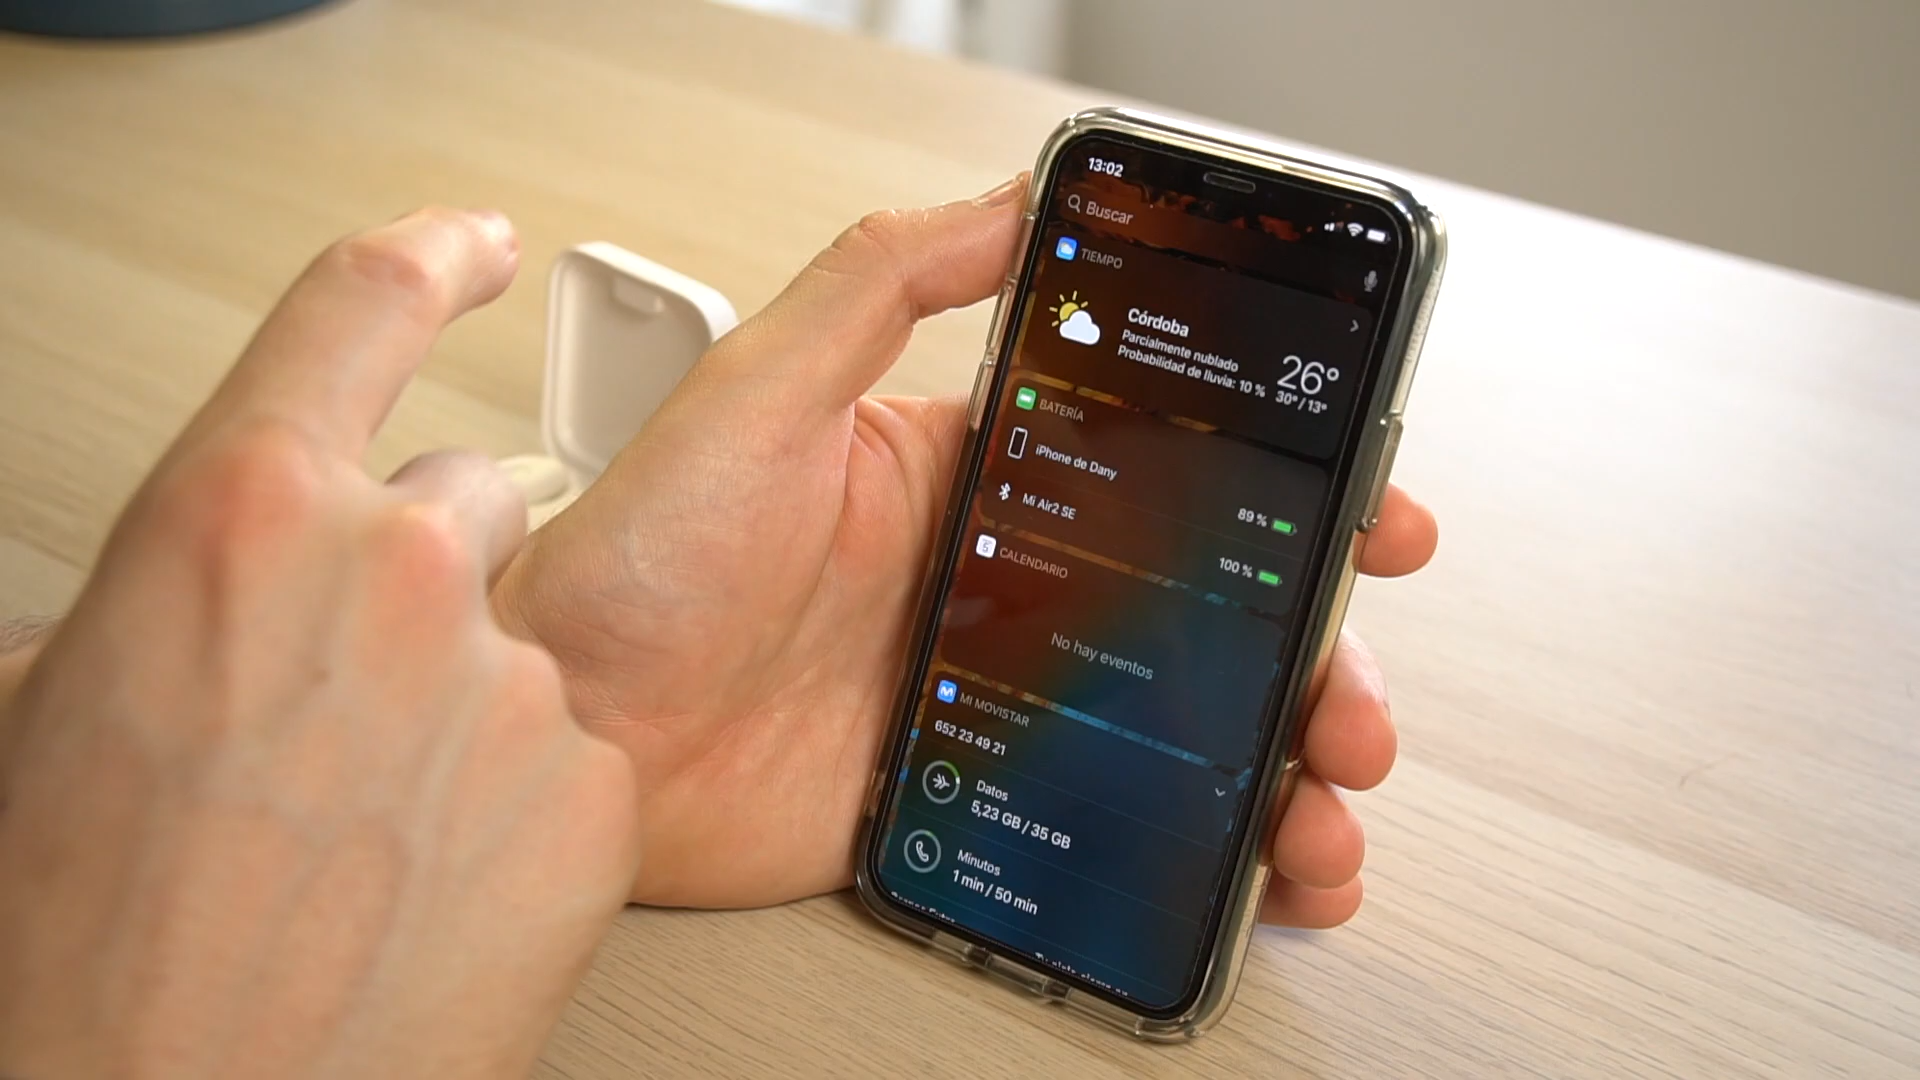 13:02
Buscar
TIEMPO
Córdoba
Parcialmente nublado
Probabilidad de lluvia: 10 %
26°
30° / 13°
BATERÍA
iPhone de Dany
89 %
Mi Air2 SE
100 %
5
CALENDARIO
No hay eventos
MI MOVISTAR
652 23 49 21
Datos
5,23 GB / 35 GB
Minutos
1 min / 50 min